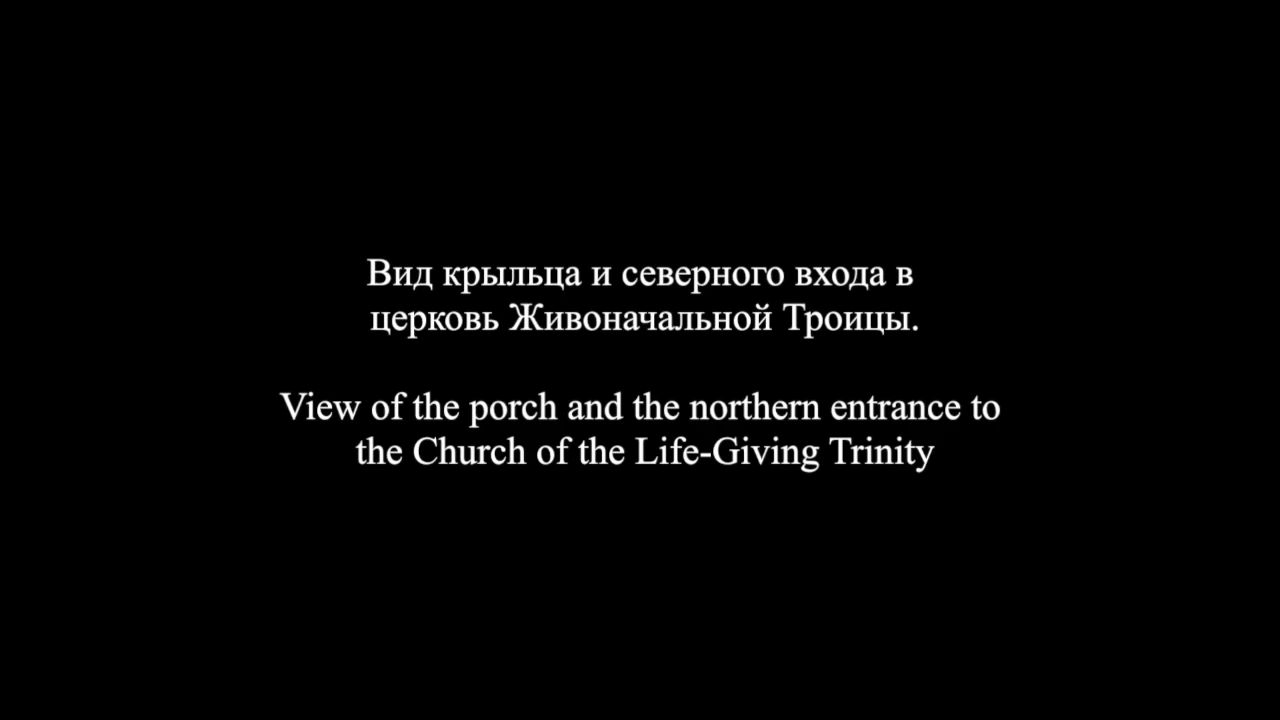 Вид крыльца и северного входа в
церковь Живоначальной Троицы.
View of the porch and the northern entrance to
the Church of the Life-Giving Trinity